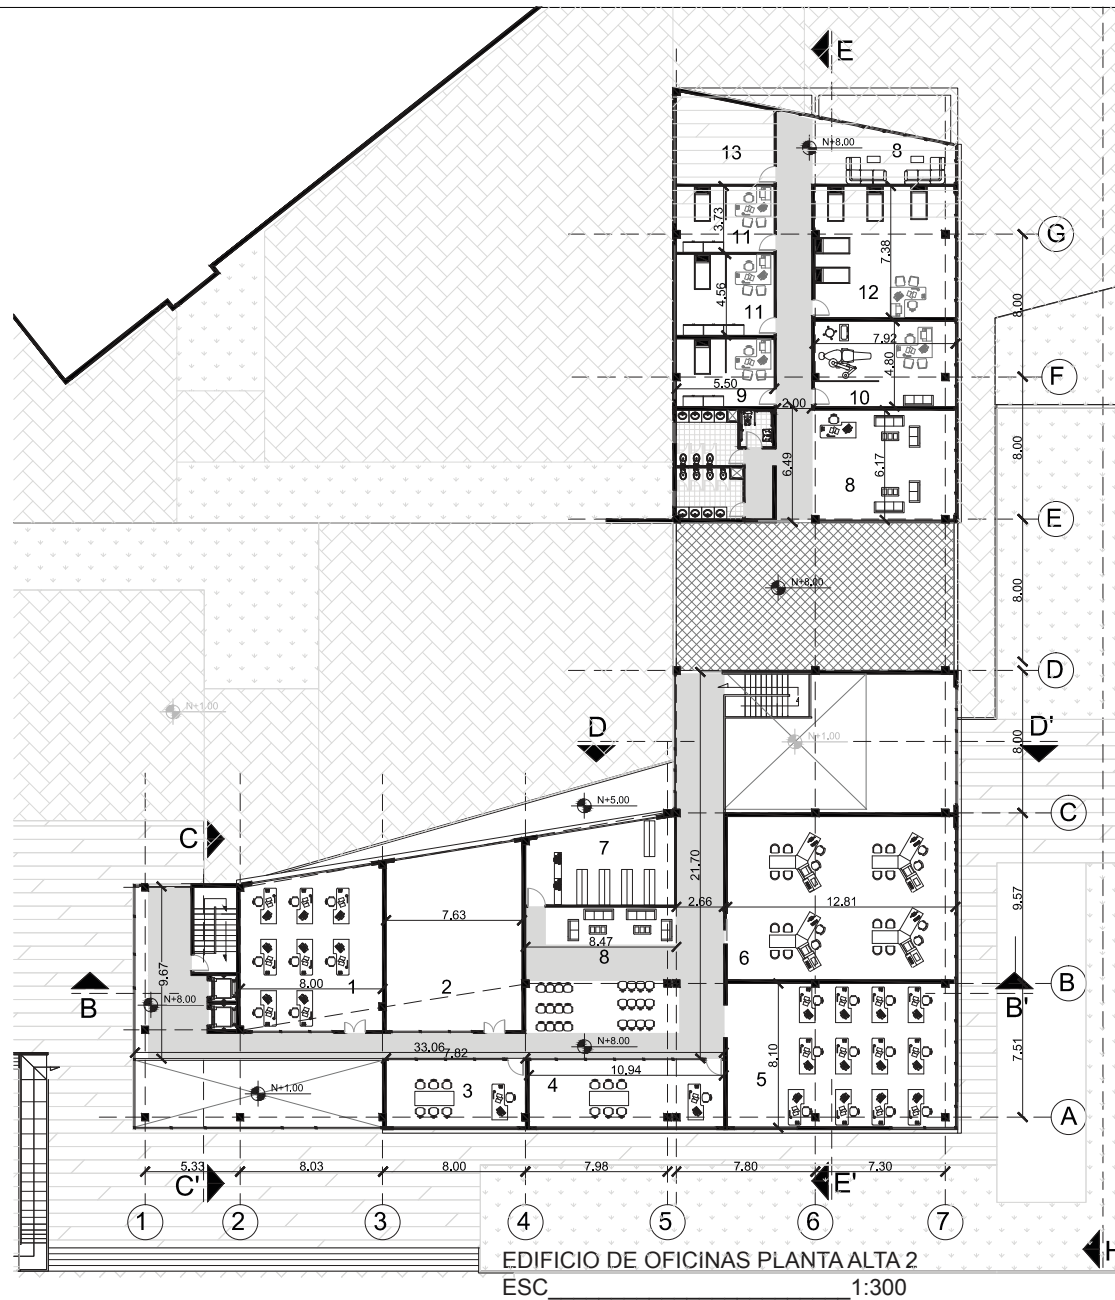 E
N+8.00
13
8
3.73
11
7.38
G
4.56
11
12
8.00
7.92
5.50
4.80
F
9
10
2.00
6.49
8
6.17
8.00
E
N+8.00
8.00
D
N+1.00
D
N+1.00
D'
8.00
N+5.00
C
C
7
21.70
7.63
2.66
12.81
9.57
8.47
6
9.67
8.00
1
2
8
B
N+8.00
B
B'
33.06
7.82
N+8.00
7.51
10.94
8.10
N+1.00
3
4
5
A
5.33
8.03
8.00
7.98
7.80
7.30
C'
E'
1
2
3
4
5
6
7
H
EDIFICIO DE OFICINAS PLANTA ALTA 2
ESC_________________________1:300